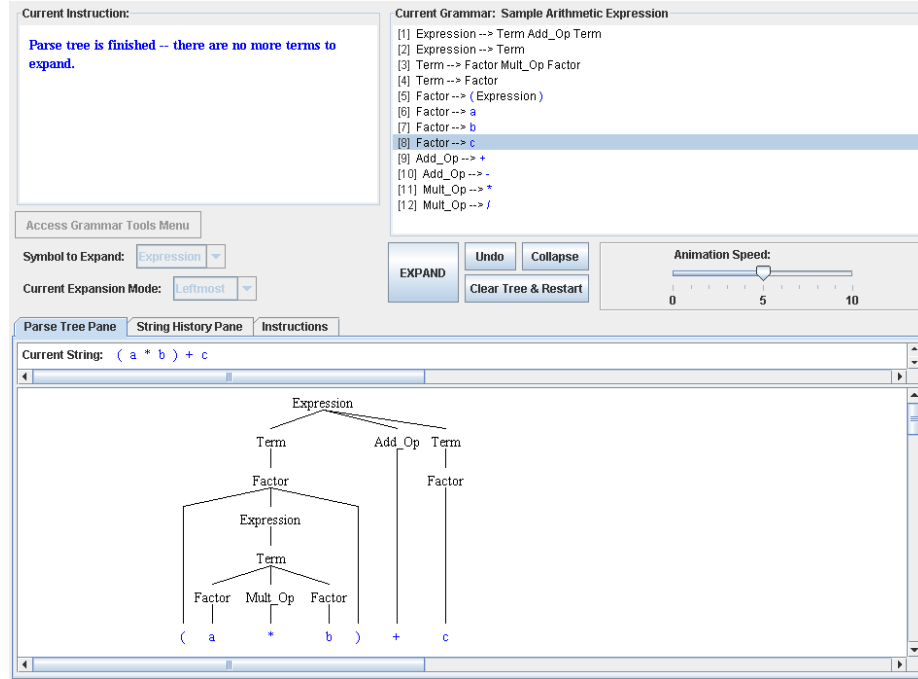 Current Instruction:
Parse tree is finished -- there are no more terms to
expand.
Current Grammar: Sample Arithmetic Expression
[1] Expression --> Term Add_Op Term
[2] Expression --> Term
[3] Term --> Factor Mult_Op Factor
[4] Term --> Factor
[5] Factor --> ( Expression )
[6] Factor --> a
[7] Factor --> b
[8] Factor --> c
[9] Add_Op --> +
[10] Add_Op --> -
[11] Mult_Op --> *
[12] Mult_Op --> /
Access Grammar Tools Menu
Symbol to Expand: Expression
Current Expansion Mode: Leftmost
EXPAND
Undo Collapse
Clear Tree & Restart
Animation Speed:
0 5 10
Parse Tree Pane String History Pane Instructions
Current String: ( a * b ) + c
Expression
Term Add_Op Term
Factor Factor
Expression
Term
Factor Mult_Op Factor
( a * b ) + c